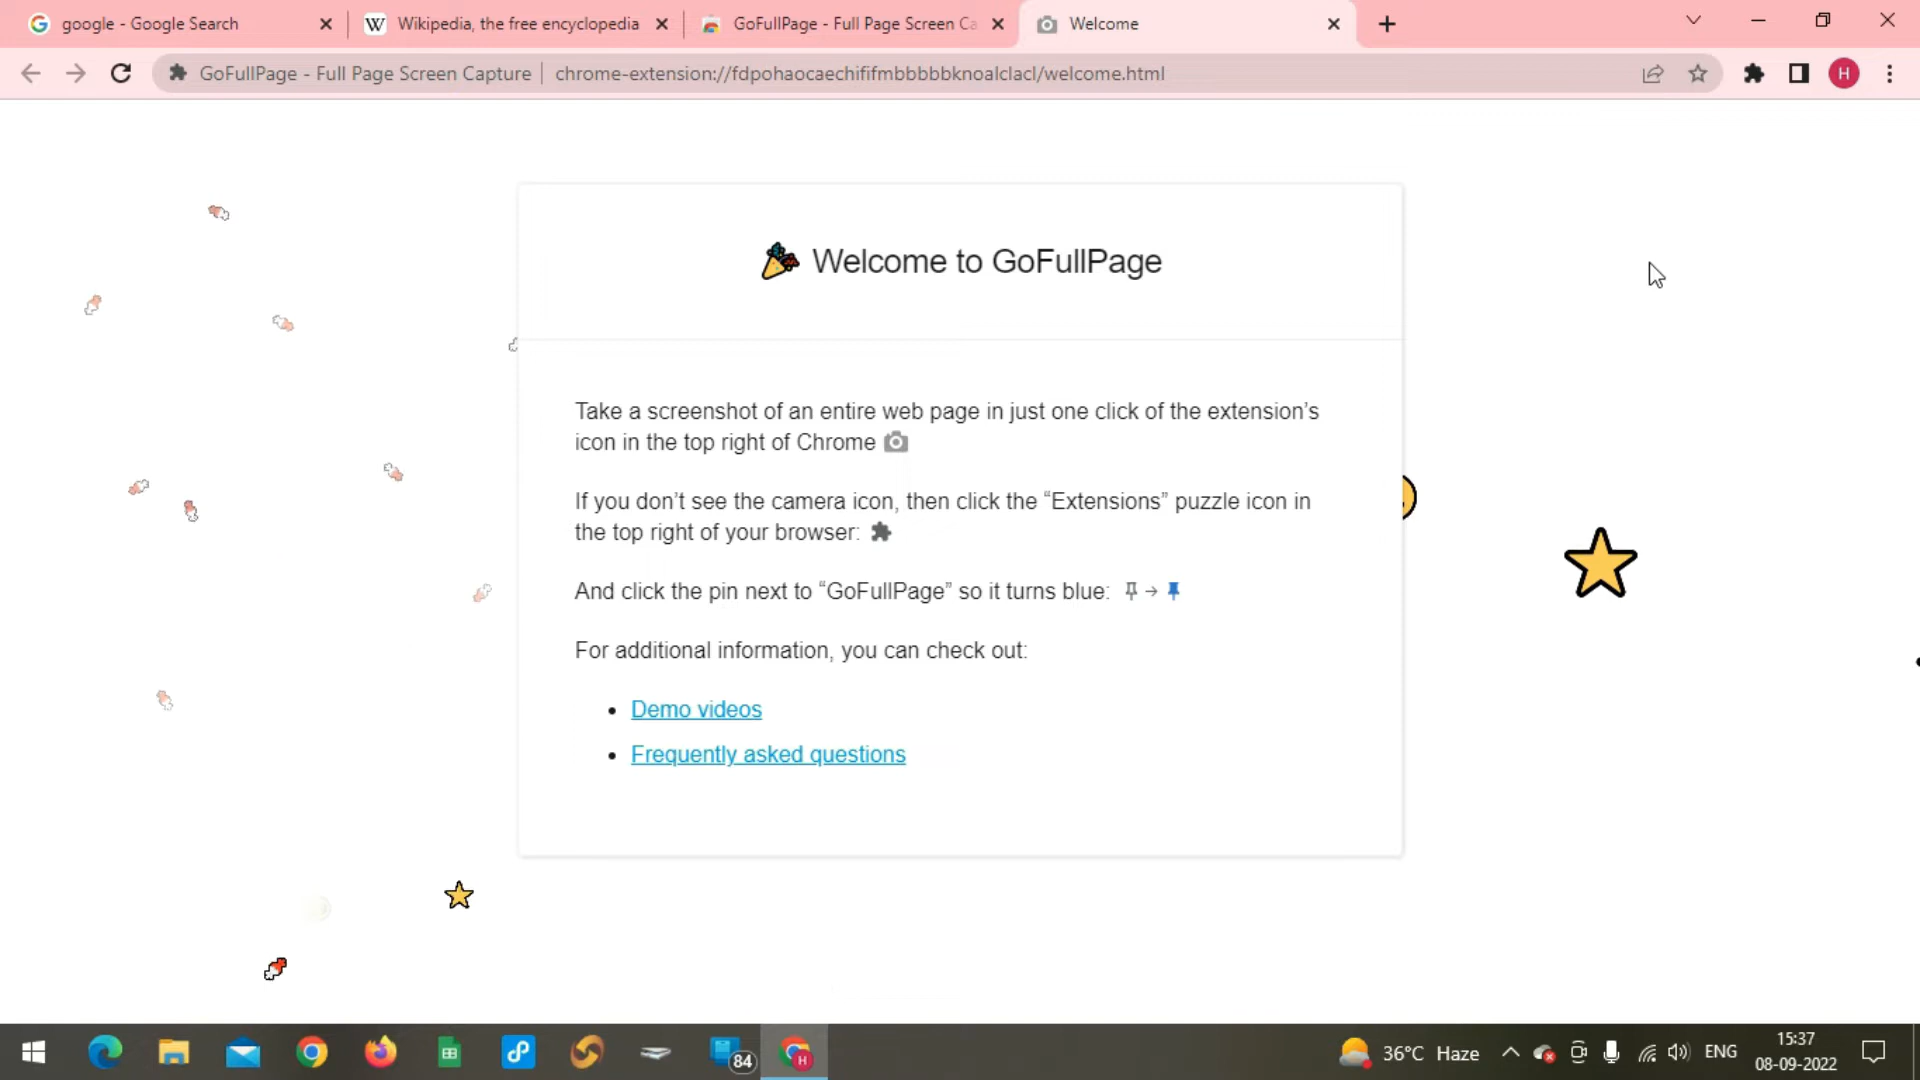 google - Google Search
Wikipedia, the free encyclopedia
GoFullPage - Full Page Screen Ca
Welcome
GoFullPage - Full Page Screen Capture
chrome-extension://fdpohaocaechififmbbbbbknoalclacl/welcome.html
H
Welcome to GoFullPage
Take a screenshot of an entire web page in just one click of the extension’s
icon in the top right of Chrome
If you don’t see the camera icon, then click the “Extensions” puzzle icon in
the top right of your browser:
And click the pin next to “GoFullPage” so it turns blue: →
For additional information, you can check out:
• Demo videos
• Frequently asked questions
84
H
36°C Haze
ENG
15:37
08-09-2022